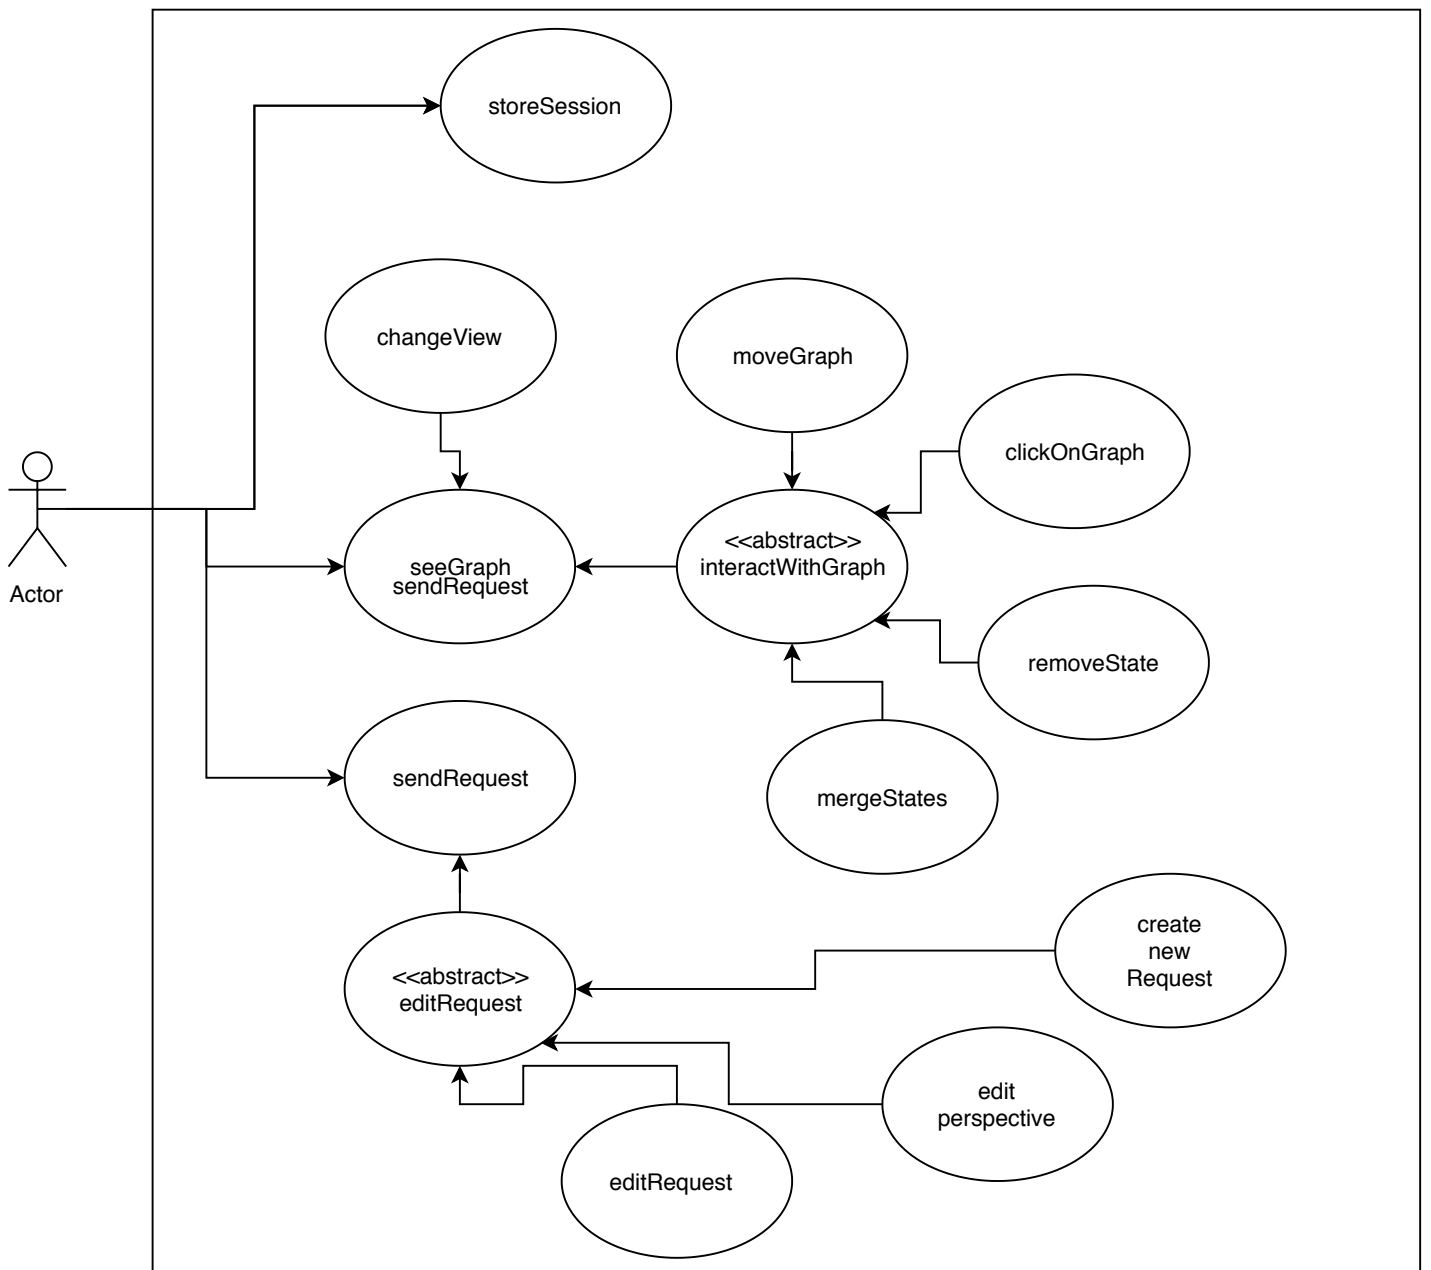 storeSession
changeView
moveGraph
clickOnGraph
<<abstract>>
interactWithGraph
seeGraph
sendRequest
Actor
removeState
sendRequest
mergeStates
create
new
Request
<<abstract>>
editRequest
edit
perspective
editRequest